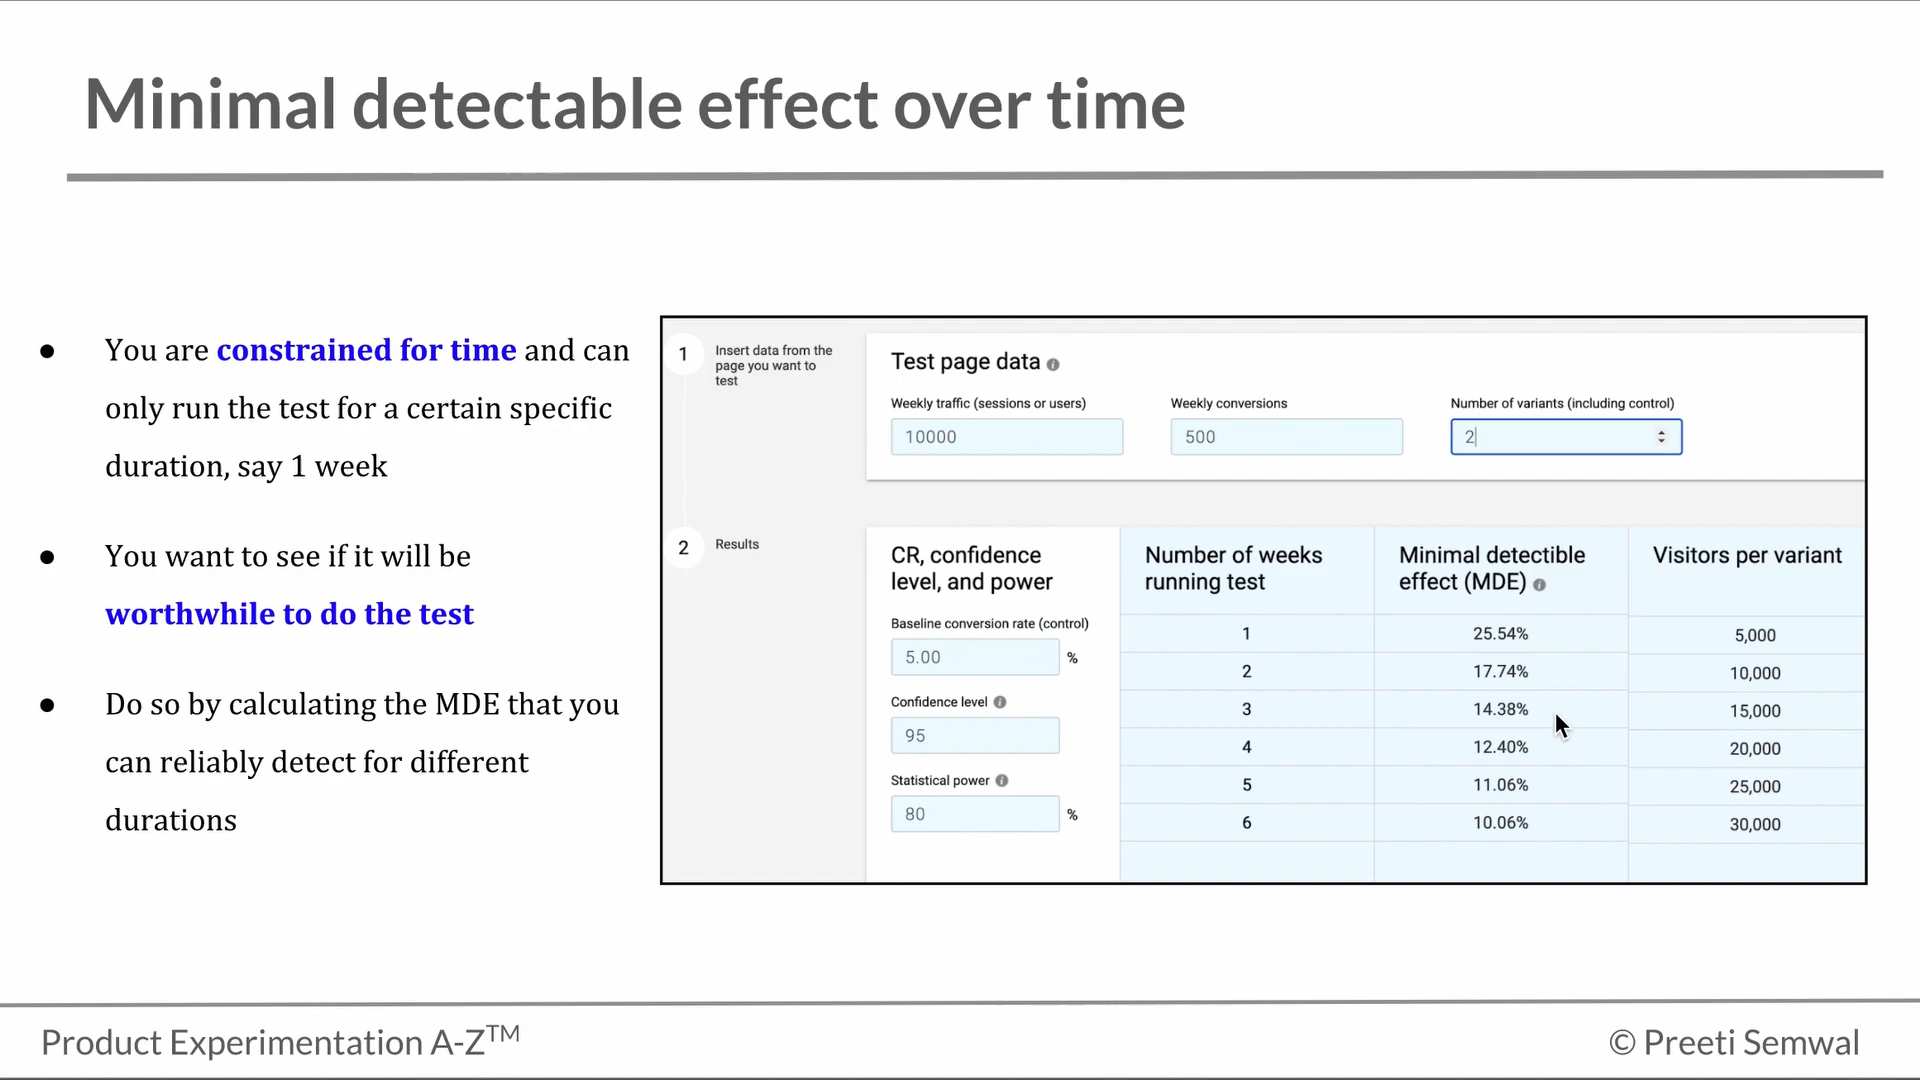 Minimal detectable effect over time
● You are constrained for time and can
only run the test for a certain specific
duration, say 1 week
● You want to see if it will be
worthwhile to do the test
● Do so by calculating the MDE that you
can reliably detect for different
durations
1
Insert data from the
page you want to
test
Test page data
Weekly traffic (sessions or users)
10000
Weekly conversions
500
Number of variants (including control)
2
2
Results
CR, confidence
level, and power
Baseline conversion rate (control)
5.00 %
Confidence level
95
Statistical power
80 %
Number of weeks
running test
Minimal detectible
effect (MDE)
Visitors per variant
1 25.54% 5,000
2 17.74% 10,000
3 14.38% 15,000
4 12.40% 20,000
5 11.06% 25,000
6 10.06% 30,000
Product Experimentation A-Z™
© Preeti Semwal